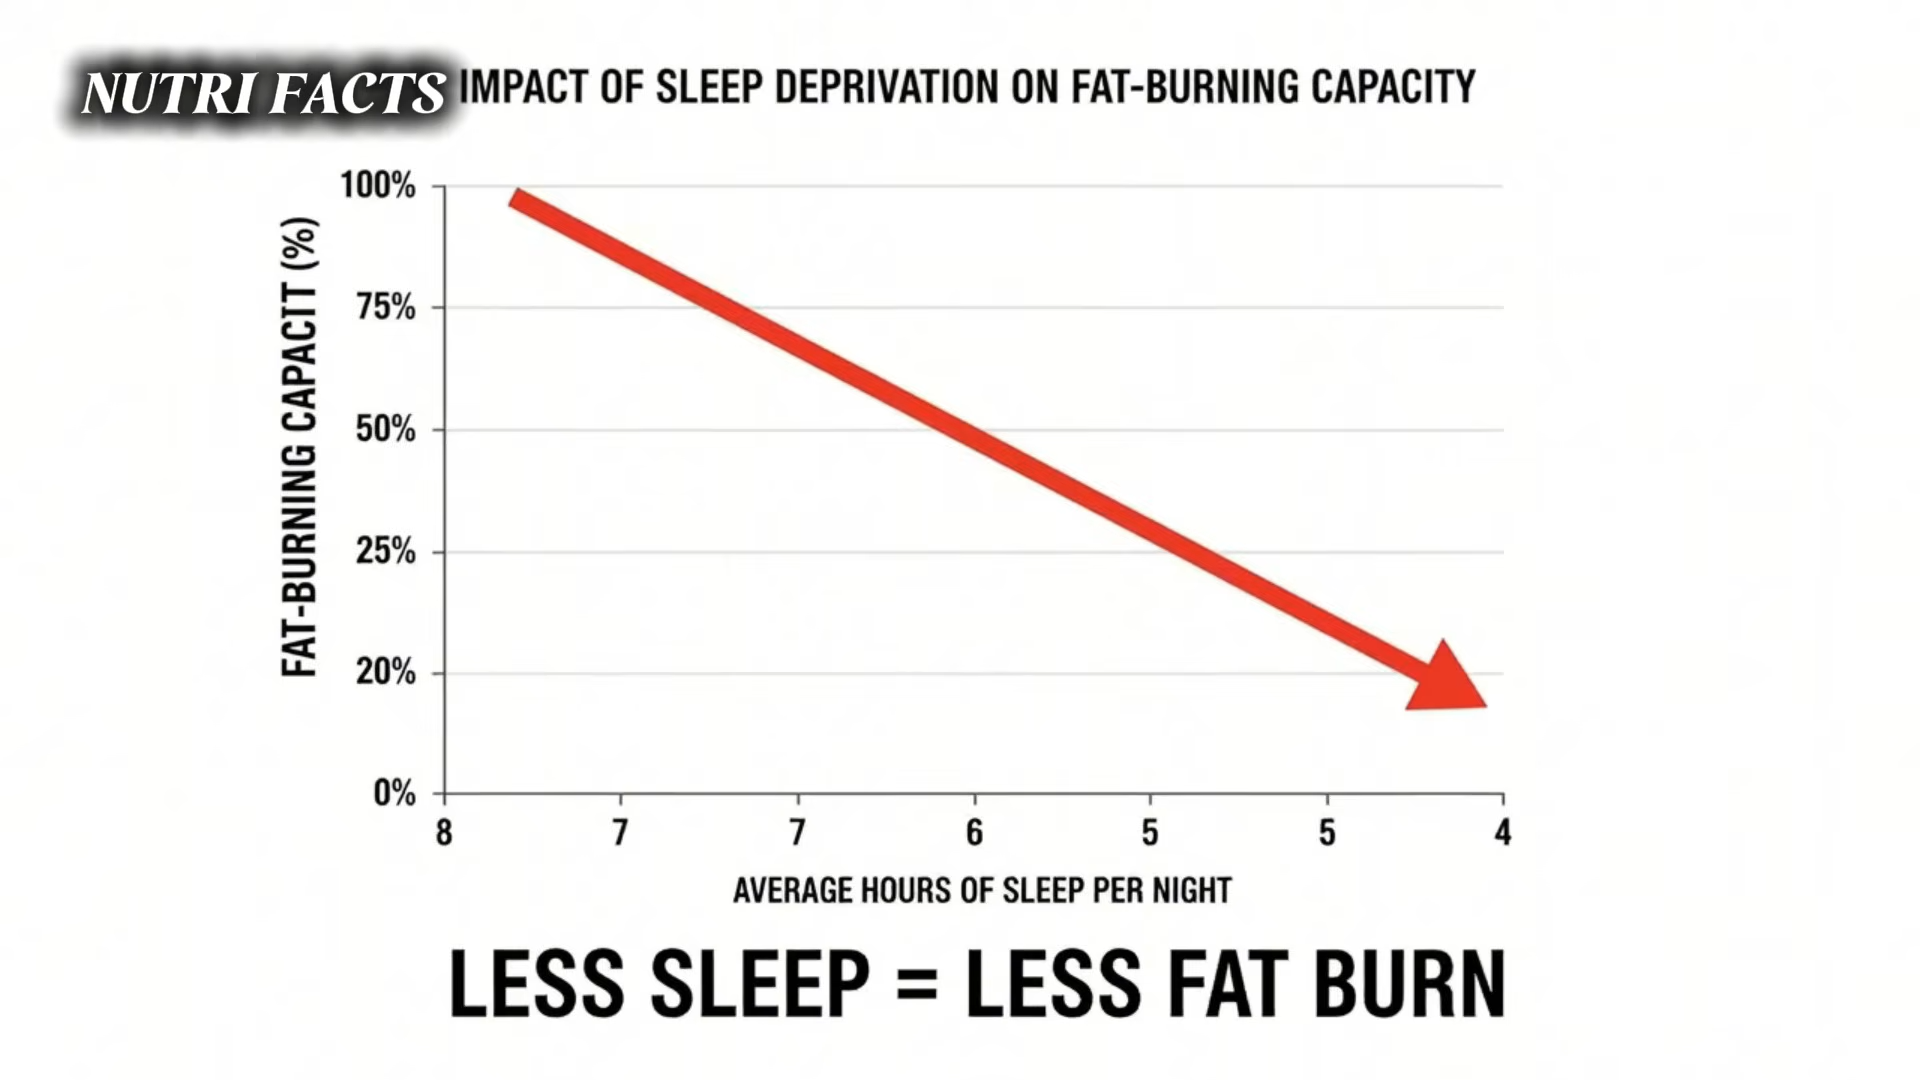 NUTRI FACTS
IMPACT OF SLEEP DEPRIVATION ON FAT-BURNING CAPACITY
FAT-BURNING CAPACTT (%)
100%
75%
50%
25%
20%
0%
8 7 7 6 5 5 4
AVERAGE HOURS OF SLEEP PER NIGHT
LESS SLEEP = LESS FAT BURN